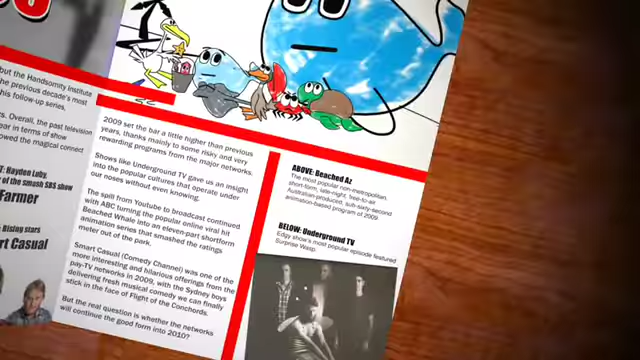 but the Handsomity Institute
the previous decade's most
his follow-up series,
s. Overall, the past television
ear in terms of show
owed the magical connect
T: Hayden Luby,
of the smash SBS show
Farmer
: Rising stars
rt Casual
2009 set the bar a little higher than previous
years, thanks mainly to some risky and very
rewarding programs from the major networks.
Shows like Underground TV gave us an insight
into the popular cultures that operate under
our noses without even knowing.
The spill from Youtube to broadcast continued
with ABC turning the popular online viral hit
Beached Whale into an eleven-part shortform
animation series that smashed the ratings
meter out of the park.
Smart Casual (Comedy Channel) was one of the
more interesting and hilarious offerings from the
pay-TV networks in 2009, with the Sydney boys
delivering fresh musical comedy we can finally
stick in the face of Flight of the Conchords.
But the real question is whether the networks
will continue the good form into 2010?
ABOVE: Beached Az
The most popular non-metropolitan,
short-form, late-night, free-to-air
Australian-produced, sub-sixty-second
animation-based program of 2009
BELOW: Underground TV
Edgy show's most popular episode featured
Surprise Wasp.